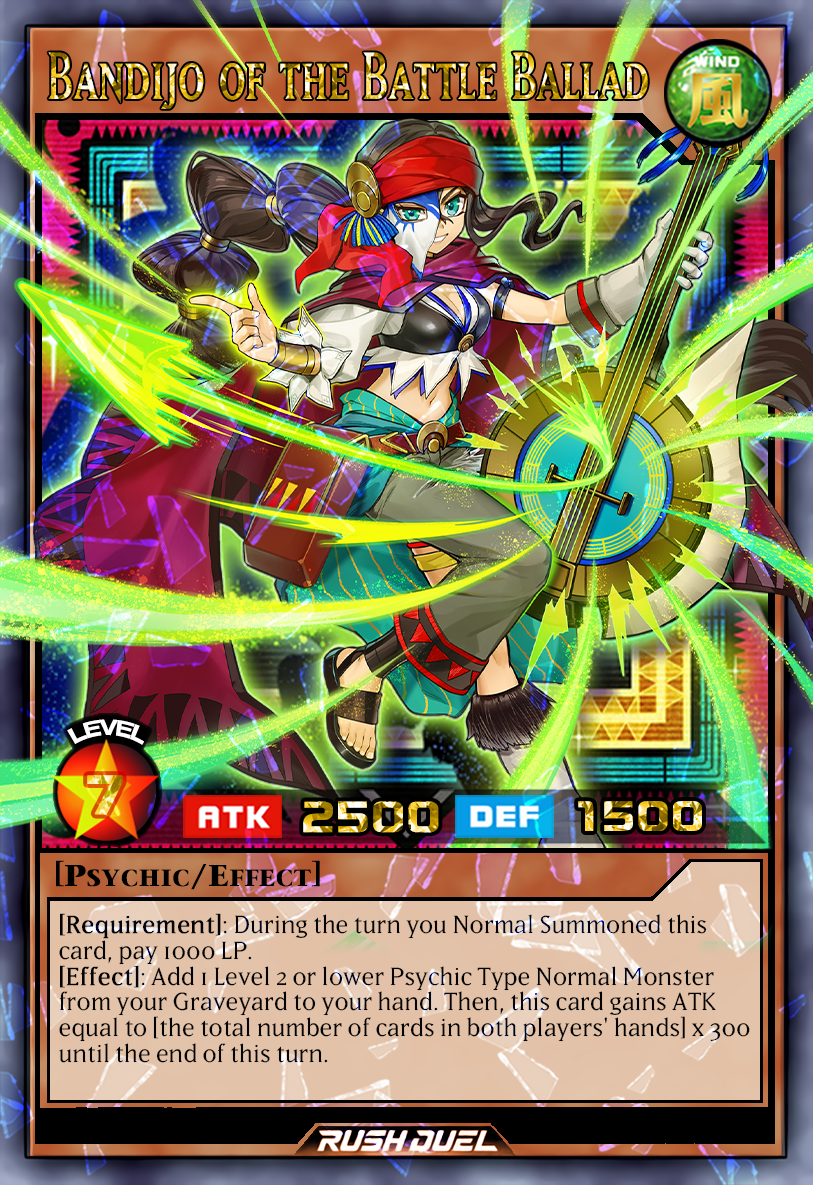 Bandijo of the Battle Ballad
WIND
風
LEVEL
7
ATK 2500 DEF 1500
[Psychic/Effect]
[Requirement]: During the turn you Normal Summoned this
card, pay 1000 LP.
[Effect]: Add 1 Level 2 or lower Psychic Type Normal Monster
from your Graveyard to your hand. Then, this card gains ATK
equal to [the total number of cards in both players' hands] x 300
until the end of this turn.
RUSH DUEL